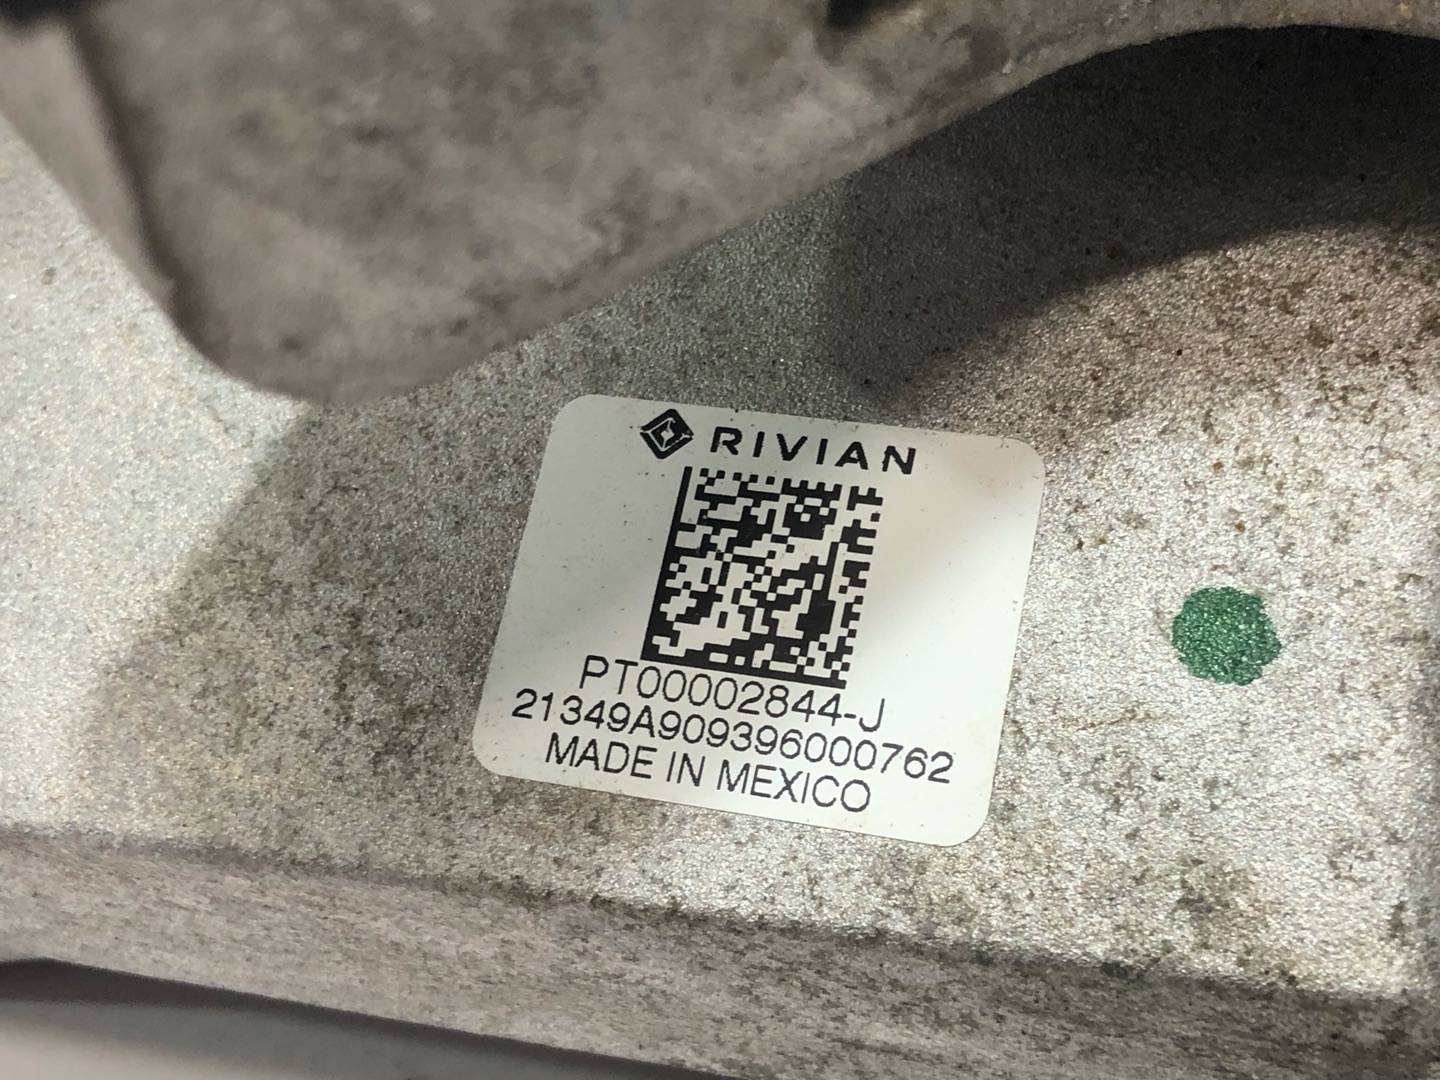 RIVIAN
PT00002844-J
21349A909396000762
MADE IN MEXICO